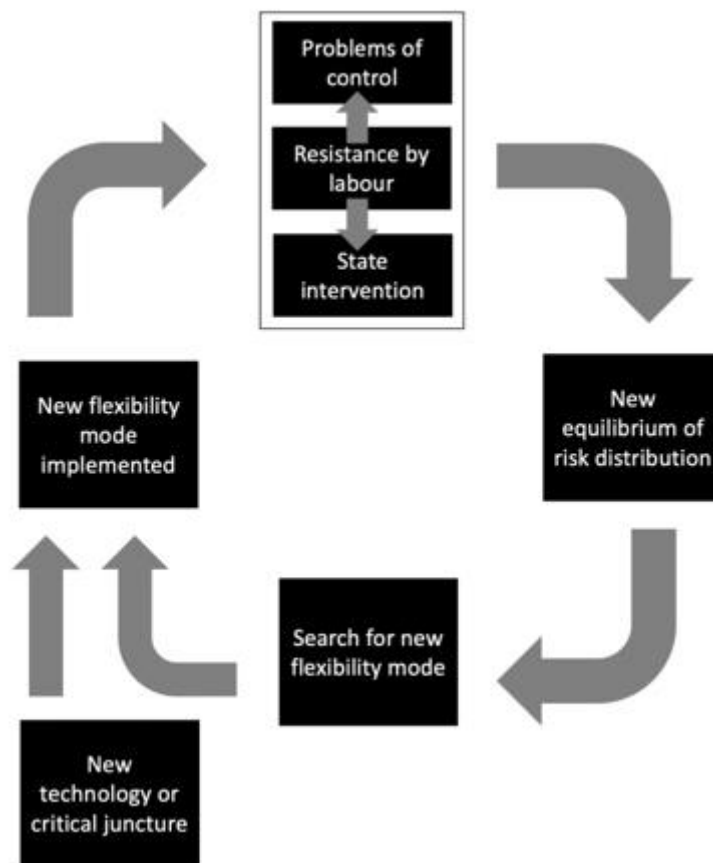 Problems of
control
Resistance by
labour
State
intervention
New flexibility
mode
implemented
New
equilibrium of
risk distribution
Search for new
flexibility mode
New
technology or
critical juncture